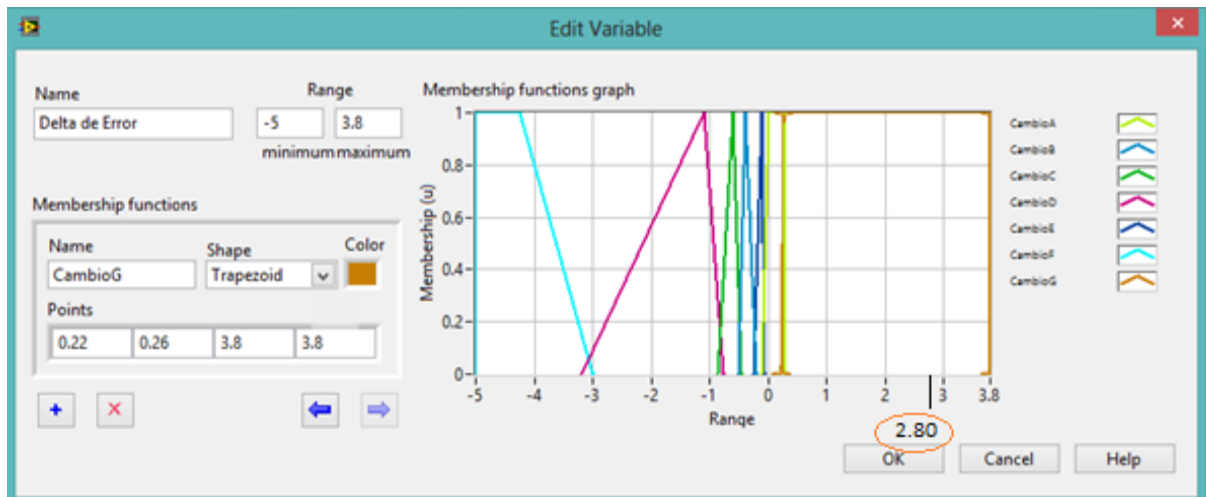 Edit Variable
Name
Range
Delta de Error
-5
3.8
minimum maximum
Membership functions
Name
Shape
Color
CambioG
Trapezoid
Points
0.22
0.26
3.8
3.8
Membership functions graph
Membership (u)
1
0.8
0.6
0.4
0.2
0
-5
-4
-3
-2
-1
0
1
2
3
3.8
Range
2.80
CambioA
CambioB
CambioC
CambioD
CambioE
CambioF
CambioG
OK
Cancel
Help